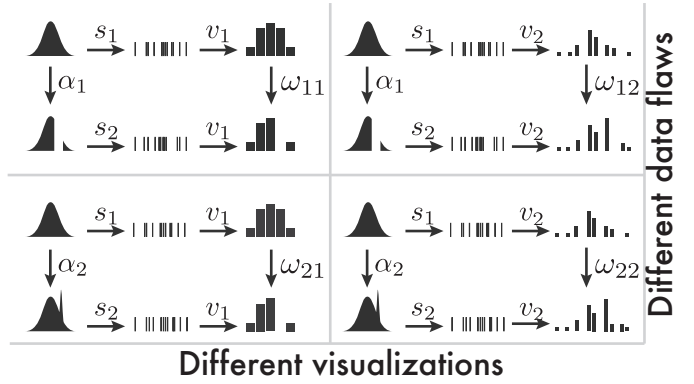 s₁ v₁ s₁ v₂
α₁ ω₁₁ α₁ ω₁₂
s₂ v₁ s₂ v₂
s₁ v₁ s₁ v₂
α₂ ω₂₁ α₂ ω₂₂
s₂ v₁ s₂ v₂
Different data flaws
Different visualizations